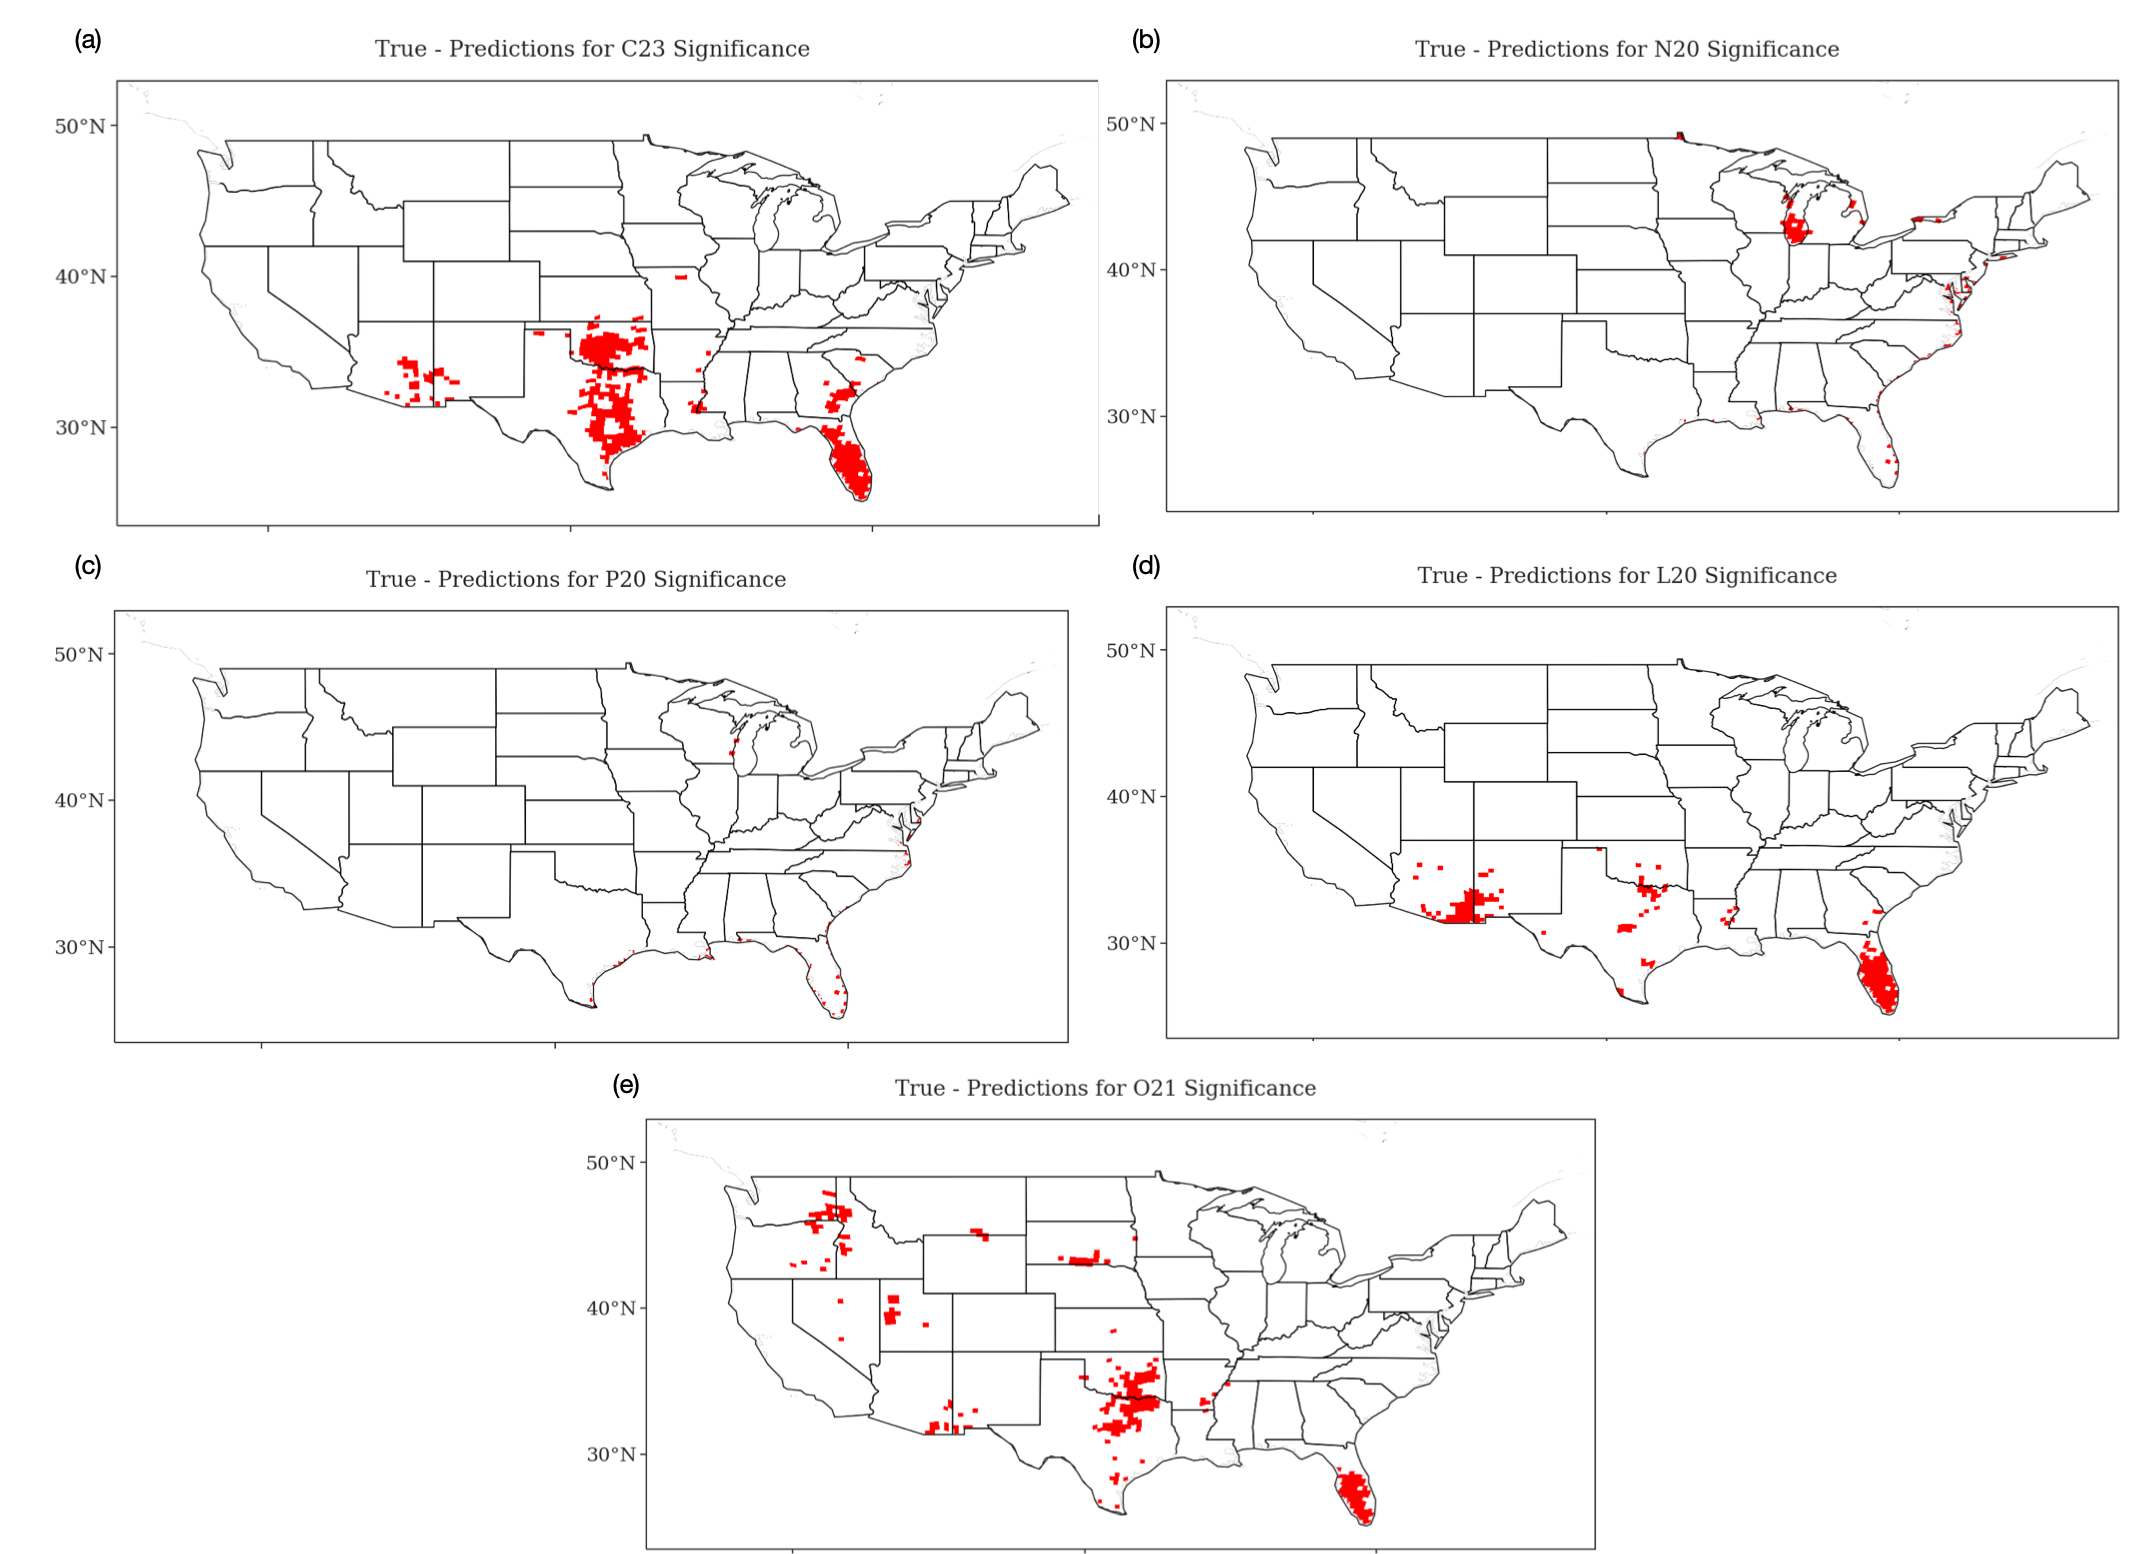 (a)
True - Predictions for C23 Significance
50°N
40°N
30°N
(b)
True - Predictions for N20 Significance
50°N
40°N
30°N
(c)
True - Predictions for P20 Significance
50°N
40°N
30°N
(d)
True - Predictions for L20 Significance
50°N
40°N
30°N
(e)
True - Predictions for O21 Significance
50°N
40°N
30°N